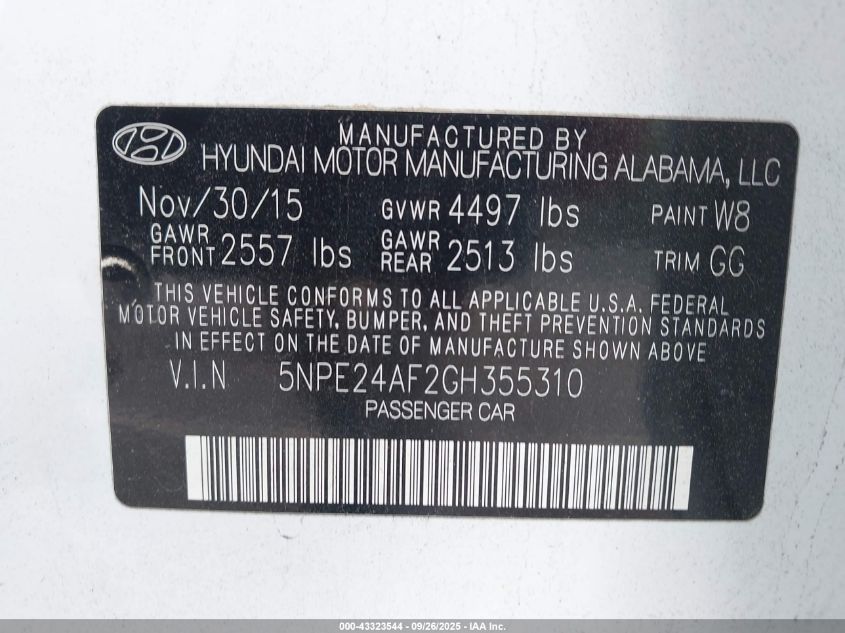 MANUFACTURED BY
HYUNDAI MOTOR MANUFACTURING ALABAMA, LLC
Nov/30/15 GVWR 4497 lbs PAINT W8
GAWR FRONT 2557 lbs GAWR REAR 2513 lbs TRIM GG
THIS VEHICLE CONFORMS TO ALL APPLICABLE U.S.A. FEDERAL
MOTOR VEHICLE SAFETY, BUMPER, AND THEFT PREVENTION STANDARDS
IN EFFECT ON THE DATE OF MANUFACTURE SHOWN ABOVE
V.I.N 5NPE24AF2GH355310
PASSENGER CAR
000-43323544 - 09/26/2025 - IAA Inc.